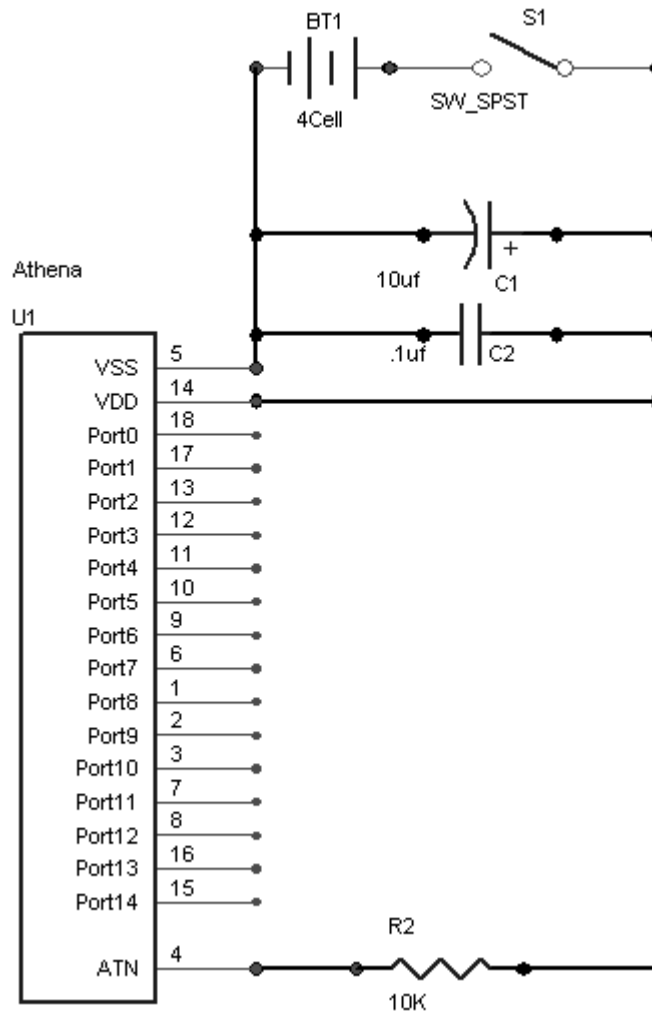 BT1
S1
4Cell
SW_SPST
+
10uf
C1
Athena
U1
.1uf
C2
VSS 5
VDD 14
Port0 18
Port1 17
Port2 13
Port3 12
Port4 11
Port5 10
Port6 9
Port7 6
Port8 1
Port9 2
Port10 3
Port11 7
Port12 8
Port13 16
Port14 15
R2
ATN 4
10K